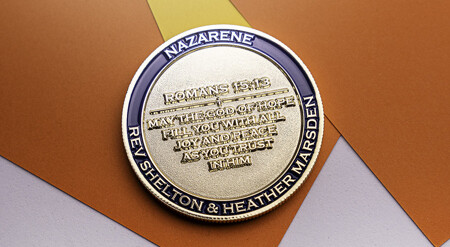 NAZARENE
ROMANS 15:13
MAY THE GOD OF HOPE
FILL YOU WITH ALL
JOY AND PEACE
AS YOU TRUST
IN HIM
REV SHELTON & HEATHER MARSDEN